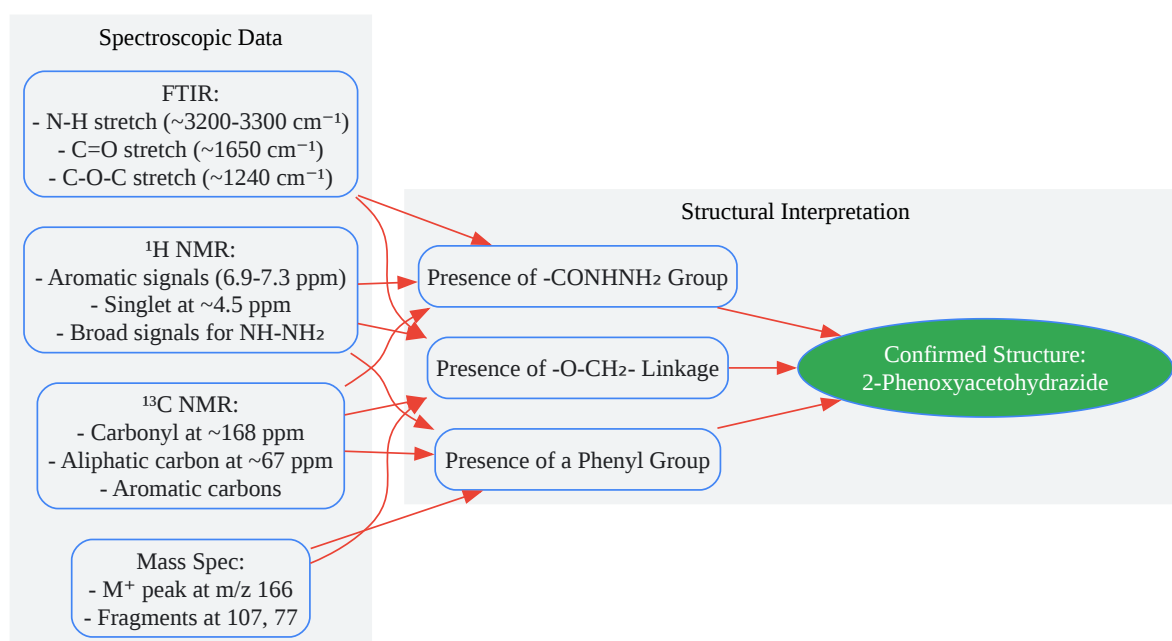 Spectroscopic Data
FTIR:
- N-H stretch (~3200-3300 cm⁻¹)
- C=O stretch (~1650 cm⁻¹)
- C-O-C stretch (~1240 cm⁻¹)
¹H NMR:
- Aromatic signals (6.9-7.3 ppm)
- Singlet at ~4.5 ppm
- Broad signals for NH-NH₂
¹³C NMR:
- Carbonyl at ~168 ppm
- Aliphatic carbon at ~67 ppm
- Aromatic carbons
Mass Spec:
- M⁺ peak at m/z 166
- Fragments at 107, 77
Structural Interpretation
Presence of -CONHNH₂ Group
Presence of -O-CH₂- Linkage
Presence of a Phenyl Group
Confirmed Structure:
2-Phenoxyacetohydrazide